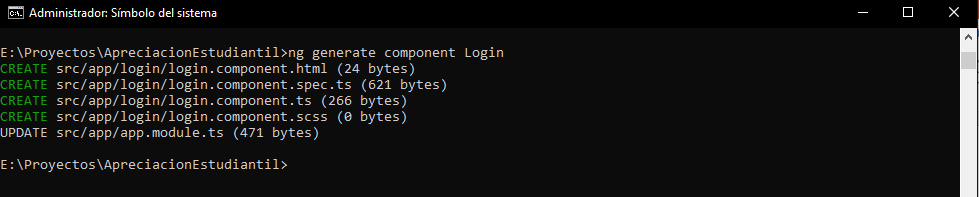 Administrador: Símbolo del sistema
E:\Proyectos\ApreciacionEstudiantil>ng generate component Login
CREATE src/app/login/login.component.html (24 bytes)
CREATE src/app/login/login.component.spec.ts (621 bytes)
CREATE src/app/login/login.component.ts (266 bytes)
CREATE src/app/login/login.component.scss (0 bytes)
UPDATE src/app/app.module.ts (471 bytes)
E:\Proyectos\ApreciacionEstudiantil>